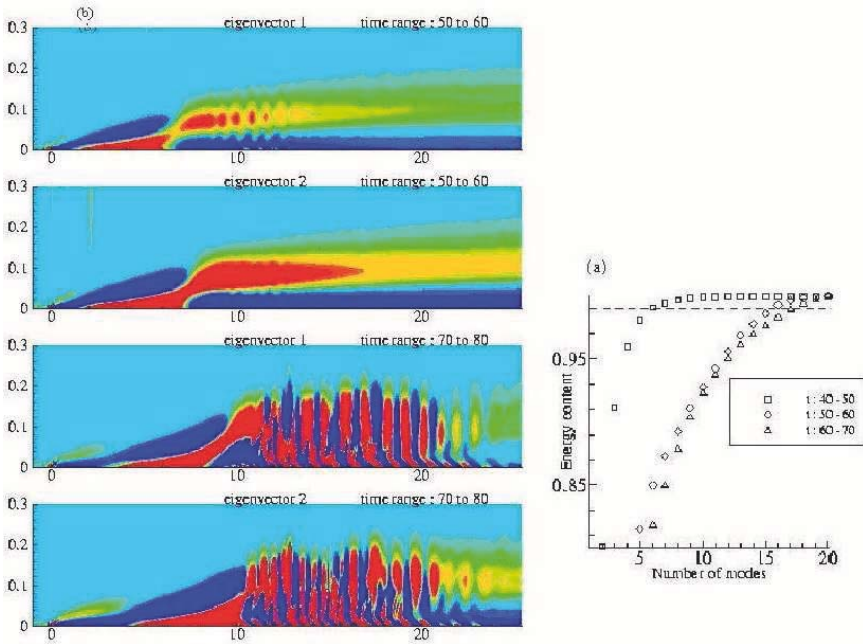 (b)
eigenvector 1 time range : 50 to 60
0.3
0.2
0.1
0
0 10 20
eigenvector 2 time range : 50 to 60
0.3
0.2
0.1
0
0 10 20
eigenvector 1 time range : 70 to 80
0.3
0.2
0.1
0
0 10 20
eigenvector 2 time range : 70 to 80
0.3
0.2
0.1
0
0 10 20
(a)
Energy content
0.95
0.85
t : 40 - 50
t : 50 - 60
t : 60 - 70
5 10 15 20
Number of modes